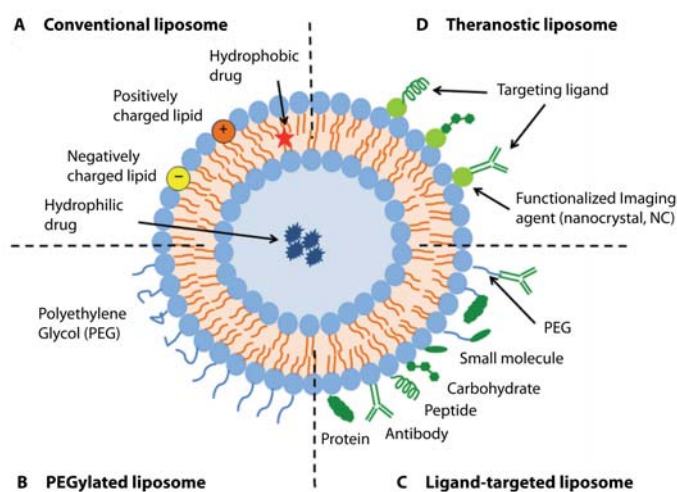 A Conventional liposome
D Theranostic liposome
Hydrophobic
drug
Positively
charged lipid
+
Targeting ligand
Negatively
charged lipid
−
Functionalized Imaging
agent (nanocrystal, NC)
Hydrophilic
drug
Polyethylene
Glycol (PEG)
PEG
Small molecule
Carbohydrate
Peptide
Antibody
Protein
B PEGylated liposome
C Ligand-targeted liposome